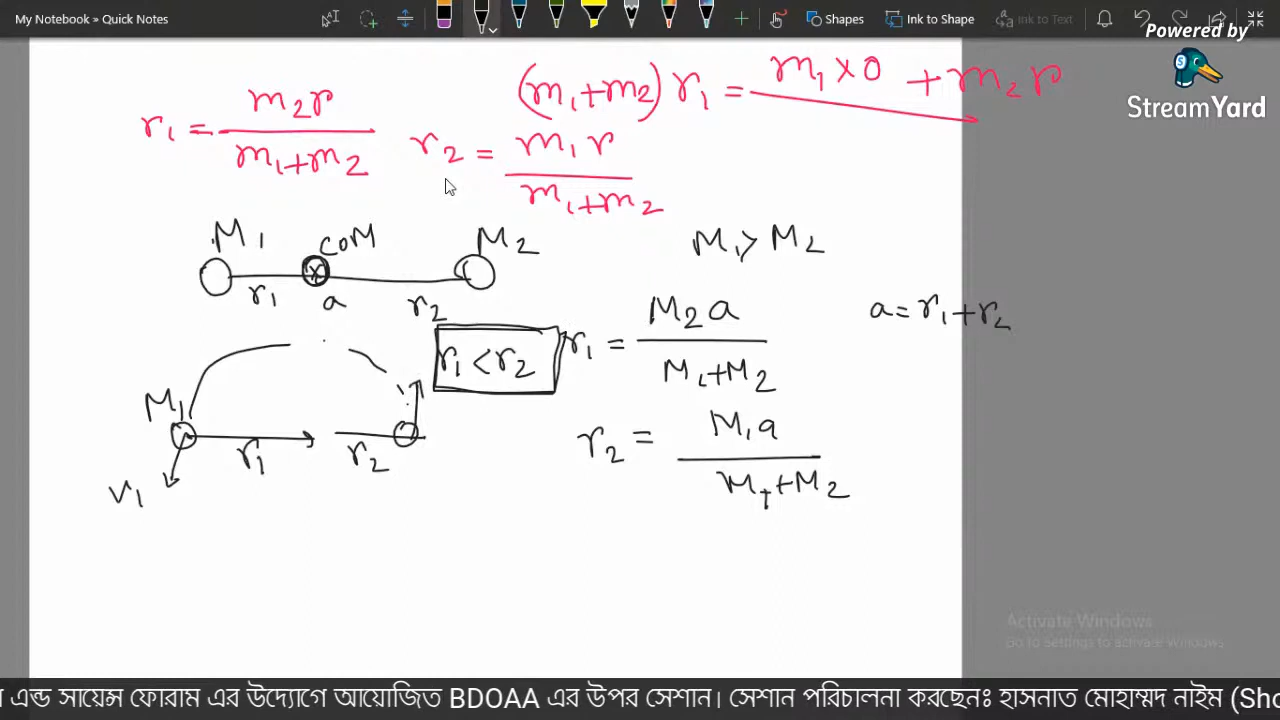 My Notebook » Quick Notes
Shapes
Ink to Shape
Ink to Text
Powered by
StreamYard
(m₁+m₂) r₁ = m₁ × 0 + m₂ r
r₁ = m₂r / m₁+m₂
r₂ = m₁ r / m₁+m₂
M₁ COM M₂
M₁ > M₂
r₁ a r₂
a = r₁+r₂
r₁ < r₂
r₁ = M₂ a / M₁+M₂
M₁
r₁ r₂
r₂ = M₁a / M₁+M₂
v₁
Activate Windows
Go to Settings to activate Windows.
এন্ড সায়েন্স ফোরাম এর উদ্যোগে আয়োজিত BDOAA এর উপর সেশান। সেশান পরিচালনা করছেনঃ হাসনাত মোহাম্মদ নাইম (Sho